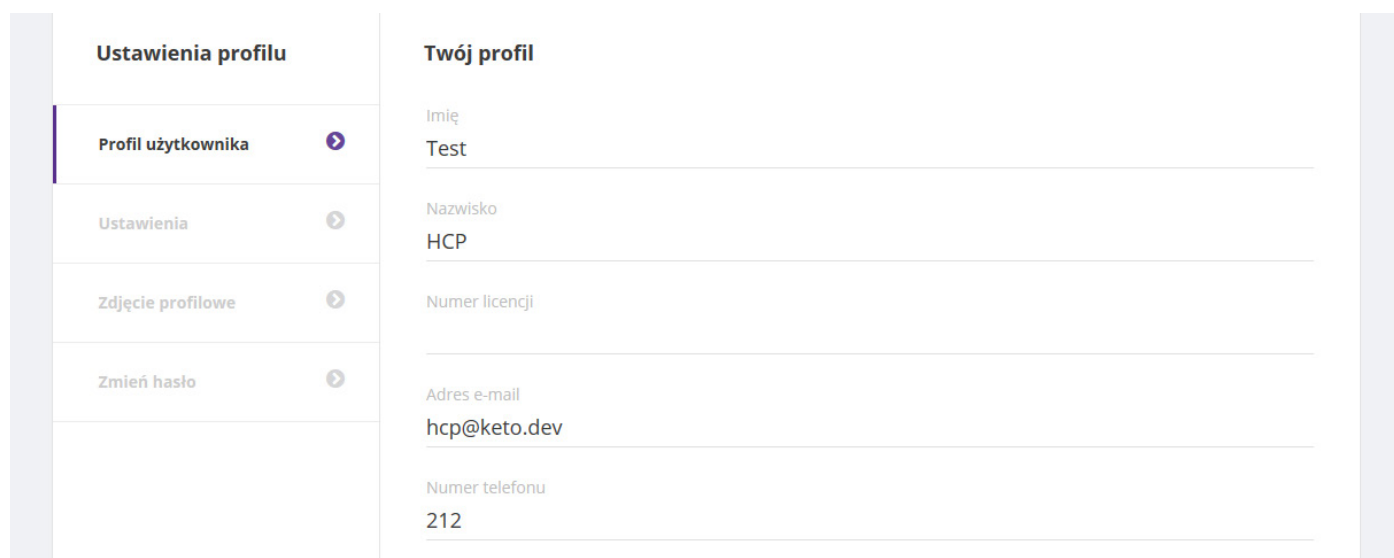 Ustawienia profilu
Profil użytkownika
Ustawienia
Zdjęcie profilowe
Zmień hasło
Twój profil
Imię
Test
Nazwisko
HCP
Numer licencji
Adres e-mail
hcp@keto.dev
Numer telefonu
212